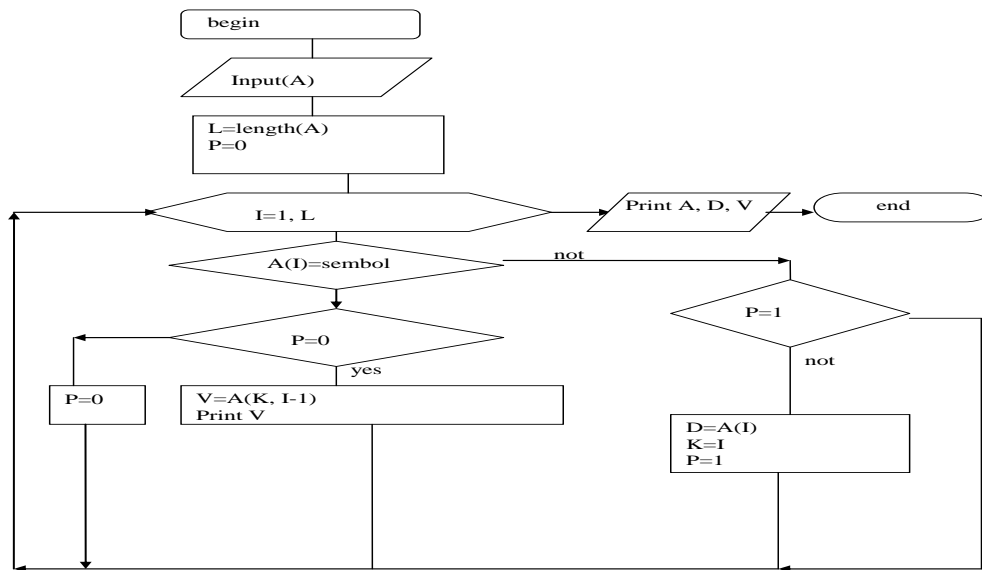 begin
Input(A)
L=length(A)
P=0
I=1, L
Print A, D, V
end
A(I)=sembol
not
P=1
P=0
yes
not
P=0
V=A(K, I-1)
Print V
D=A(I)
K=I
P=1